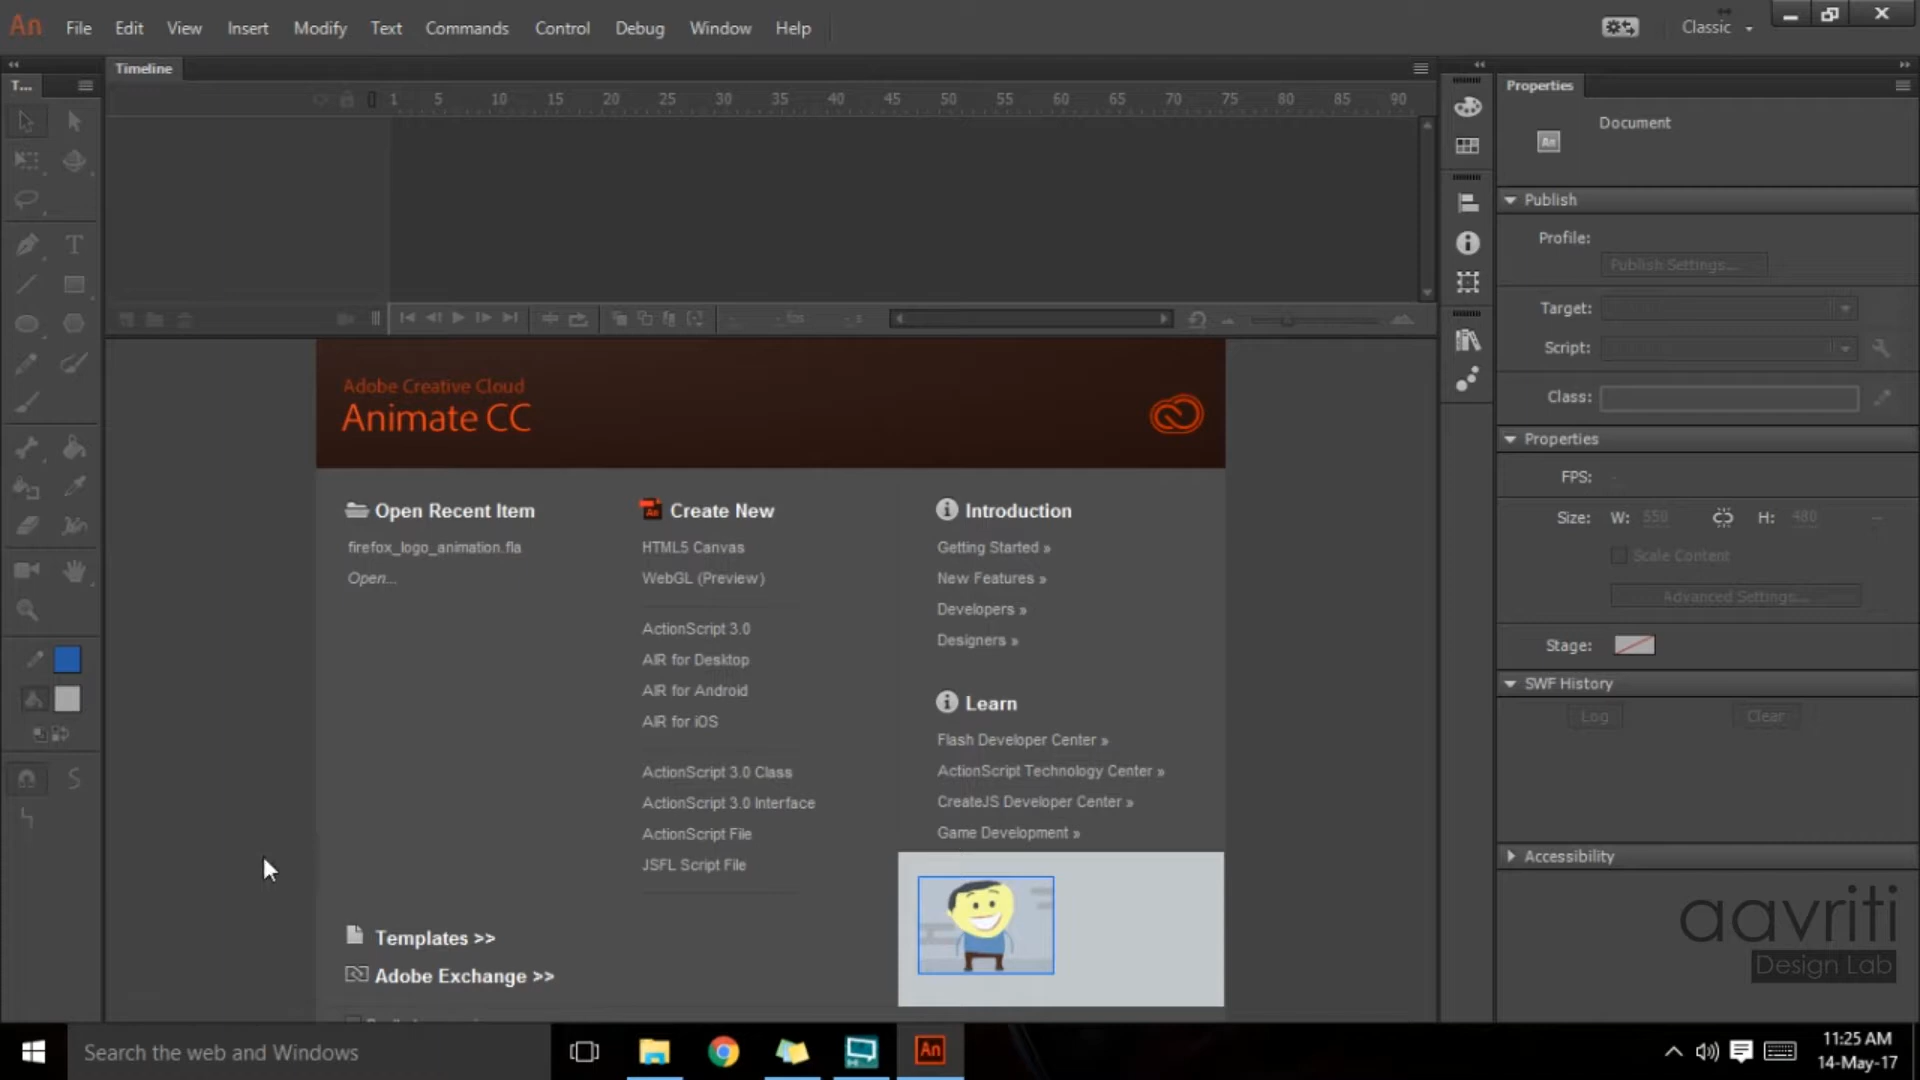 An File Edit View Insert Modify Text Commands Control Debug Window Help Classic
T... Timeline
1 5 10 15 20 25 30 35 40 45 50 55 60 65 70 75 80 85 90
fps s
Adobe Creative Cloud
Animate CC
Open Recent Item
firefox_logo_animation.fla
Open...
Templates >>
Adobe Exchange >>
Create New
HTML5 Canvas
WebGL (Preview)
ActionScript 3.0
AIR for Desktop
AIR for Android
AIR for iOS
ActionScript 3.0 Class
ActionScript 3.0 Interface
ActionScript File
JSFL Script File
Introduction
Getting Started »
New Features »
Developers »
Designers »
Learn
Flash Developer Center »
ActionScript Technology Center »
CreateJS Developer Center »
Game Development »
Properties
An
Document
Publish
Profile:
Publish Settings...
Target:
Script:
Class:
Properties
FPS: -
Size: W: 550 H: 480
Scale Content
Advanced Settings...
Stage:
SWF History
Log Clear
Accessibility
aavriti
Design Lab
Search the web and Windows
An
11:25 AM
14-May-17